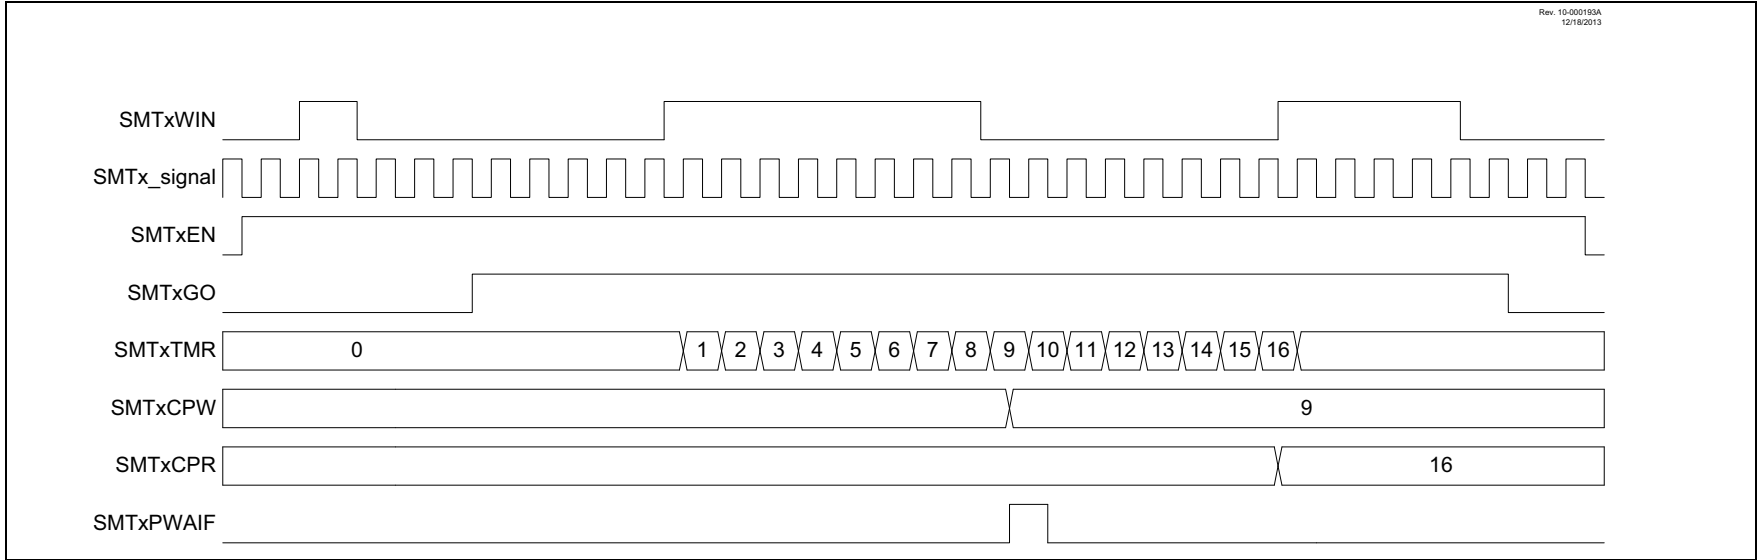 Rev. 10-000193A
12/18/2013
SMTxWIN
SMTx_signal
SMTxEN
SMTxGO
SMTxTMR 0 1 2 3 4 5 6 7 8 9 10 11 12 13 14 15 16
SMTxCPW 9
SMTxCPR 16
SMTxPWAIF